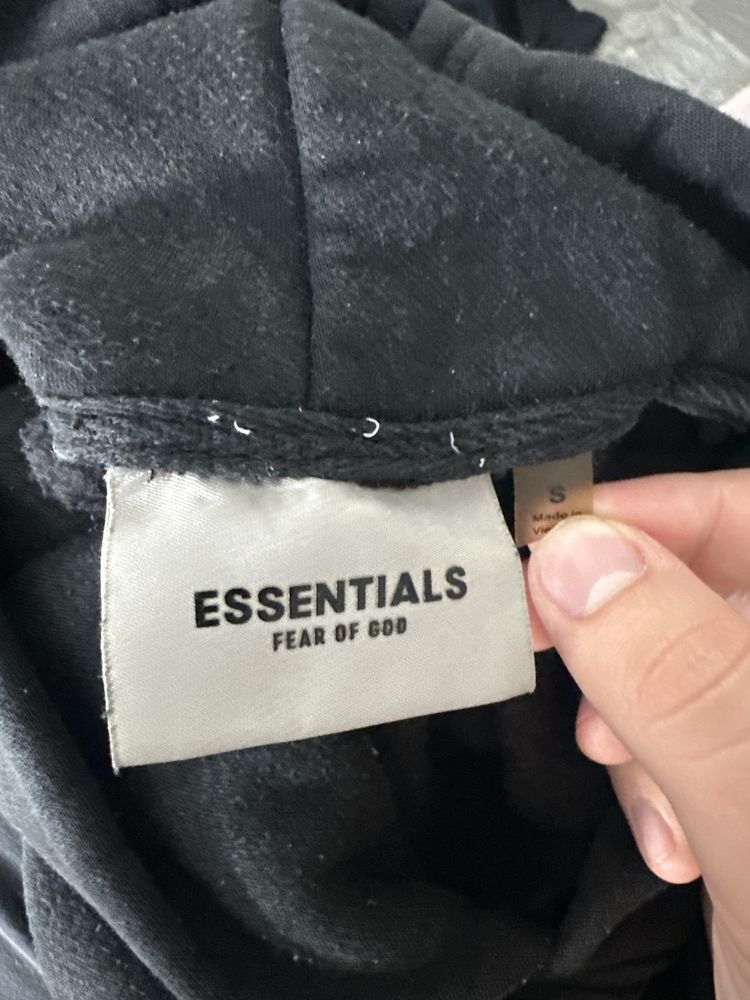 ESSENTIALS
FEAR OF GOD
S
Made in